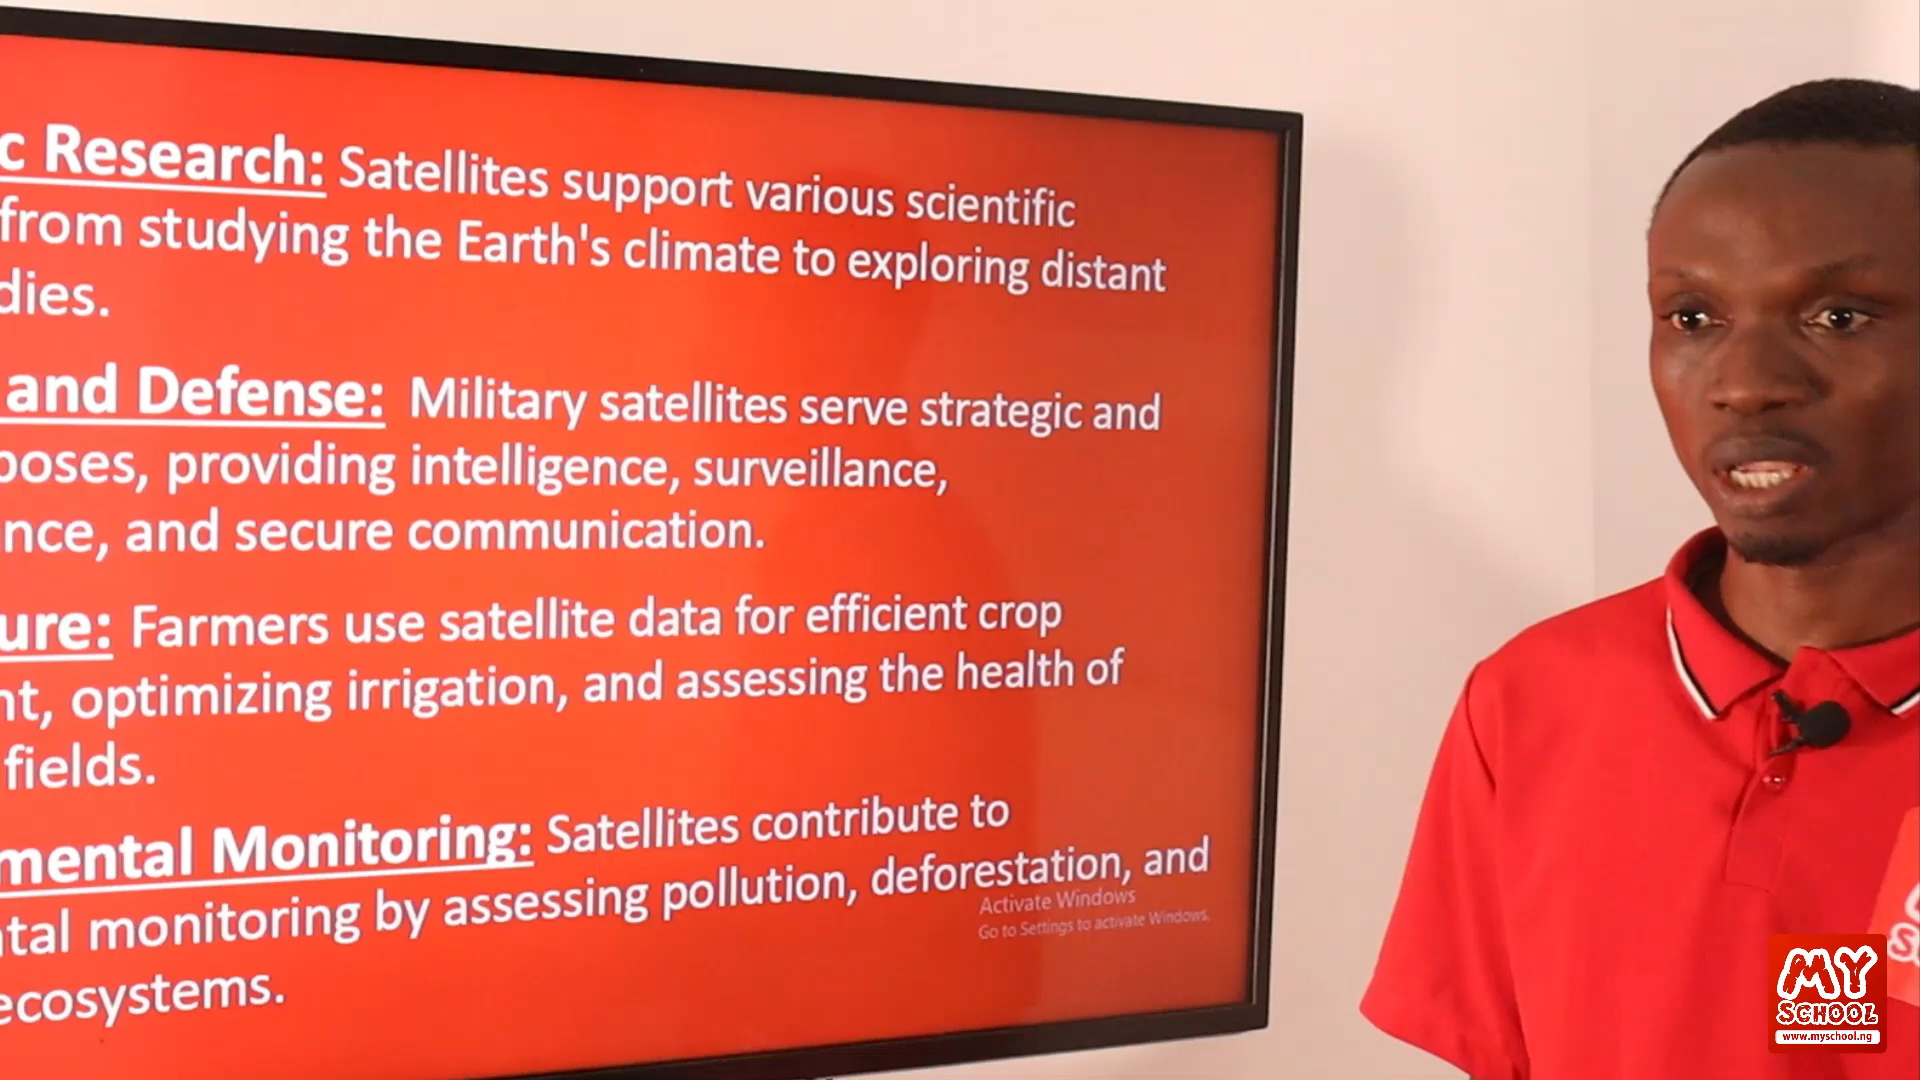 c Research: Satellites support various scientific
from studying the Earth's climate to exploring distant
dies.
and Defense: Military satellites serve strategic and
poses, providing intelligence, surveillance,
nce, and secure communication.
ure: Farmers use satellite data for efficient crop
nt, optimizing irrigation, and assessing the health of
fields.
mental Monitoring: Satellites contribute to
ntal monitoring by assessing pollution, deforestation, and
ecosystems.
Activate Windows
Go to Settings to activate Windows.
MY
SCHOOL
www.myschool.ng